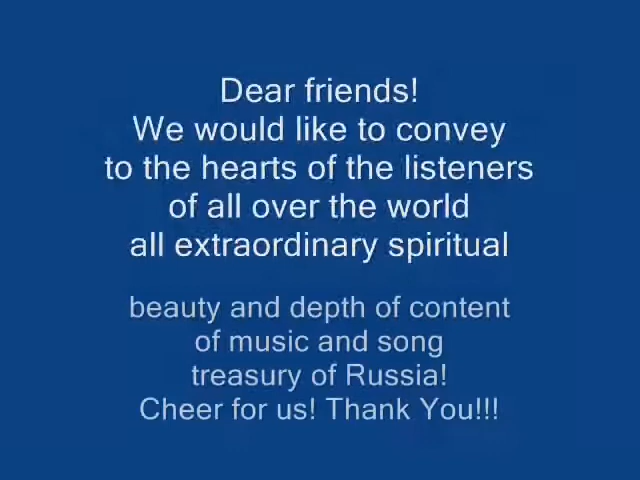 Dear friends!
We would like to convey
to the hearts of the listeners
of all over the world
all extraordinary spiritual
beauty and depth of content
of music and song
treasury of Russia!
Cheer for us! Thank You!!!